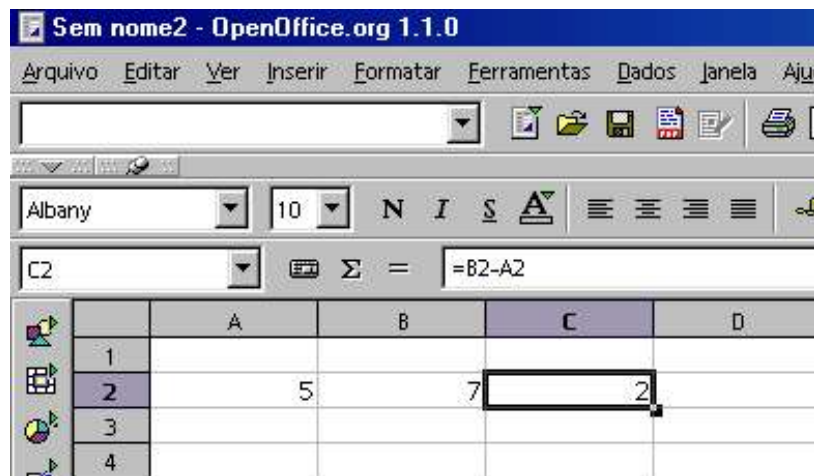 Sem nome2 - OpenOffice.org 1.1.0
Arquivo Editar Ver Inserir Formatar Ferramentas Dados Janela Aju
Albany 10 N I S A
C2 Σ = =B2-A2
A B C D
1
2 5 7 2
3
4